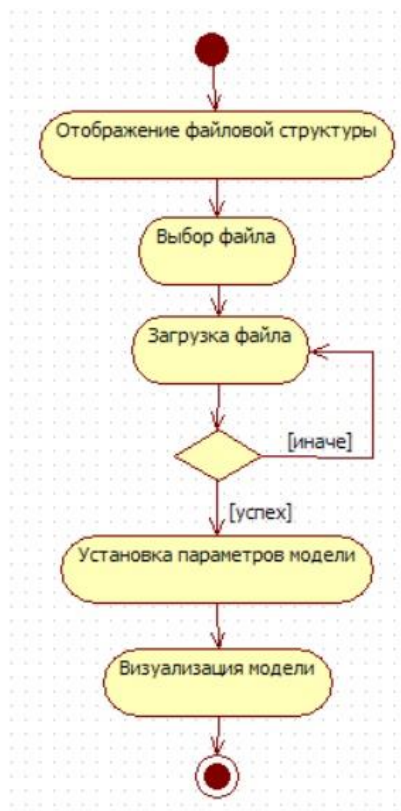 Отображение файловой структуры
Выбор файла
Загрузка файла
[иначе]
[успех]
Установка параметров модели
Визуализация модели